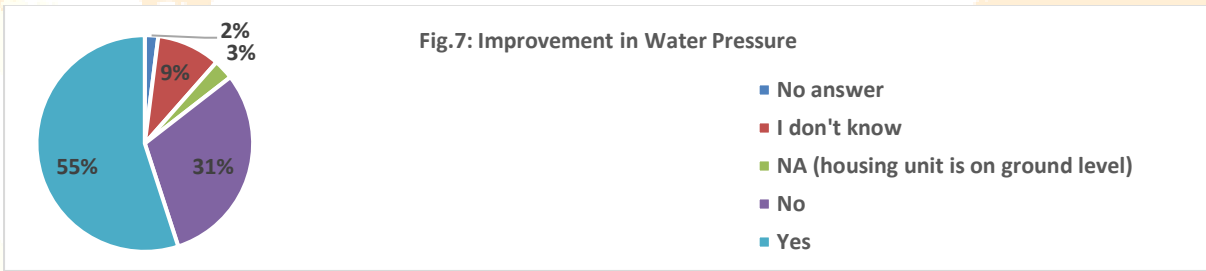 Fig.7: Improvement in Water Pressure
2%
3%
9%
55%
31%
No answer
I don't know
NA (housing unit is on ground level)
No
Yes